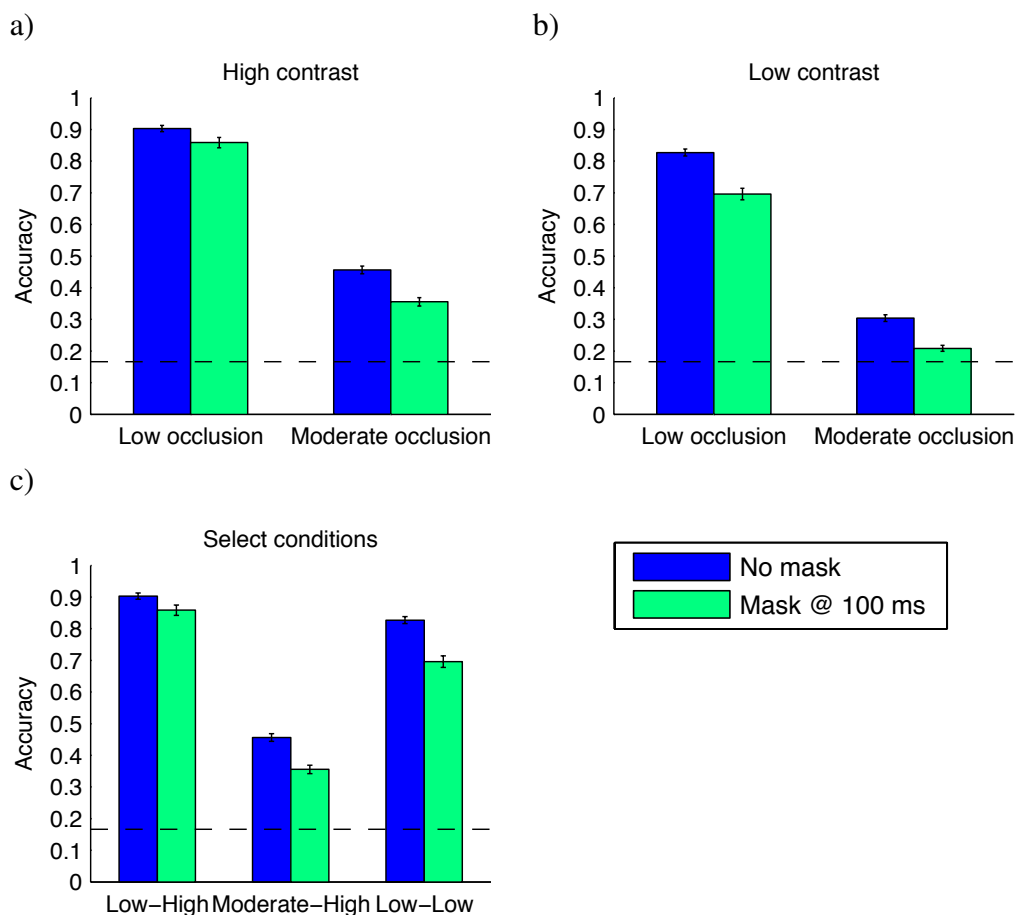 a)
High contrast
1
0.9
0.8
0.7
0.6
0.5
0.4
0.3
0.2
0.1
0
Accuracy
Low occlusion Moderate occlusion
b)
Low contrast
1
0.9
0.8
0.7
0.6
0.5
0.4
0.3
0.2
0.1
0
Accuracy
Low occlusion Moderate occlusion
c)
Select conditions
1
0.9
0.8
0.7
0.6
0.5
0.4
0.3
0.2
0.1
0
Accuracy
Low−High Moderate−High Low−Low
No mask
Mask @ 100 ms